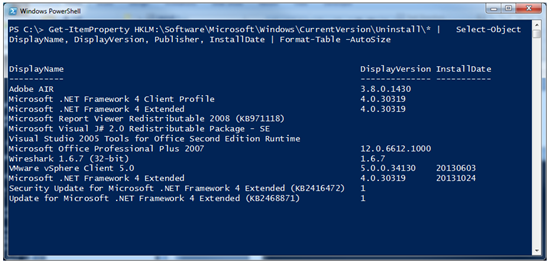 Windows PowerShell
PS C:\> Get-ItemProperty HKLM:\Software\Microsoft\Windows\CurrentVersion\Uninstall\* | Select-Object
DisplayName, DisplayVersion, Publisher, InstallDate | Format-Table -AutoSize
DisplayName DisplayVersion InstallDate
----------- -------------- -----------
Adobe AIR 3.8.0.1430
Microsoft .NET Framework 4 Client Profile 4.0.30319
Microsoft .NET Framework 4 Extended 4.0.30319
Microsoft Report Viewer Redistributable 2008 (KB971118)
Microsoft Visual J# 2.0 Redistributable Package - SE
Visual Studio 2005 Tools for Office Second Edition Runtime
Microsoft Office Professional Plus 2007 12.0.6612.1000
Wireshark 1.6.7 (32-bit) 1.6.7
VMware vSphere Client 5.0 5.0.0.34130 20130603
Microsoft .NET Framework 4 Extended 4.0.30319 20131024
Security Update for Microsoft .NET Framework 4 Extended (KB2416472) 1
Update for Microsoft .NET Framework 4 Extended (KB2468871) 1